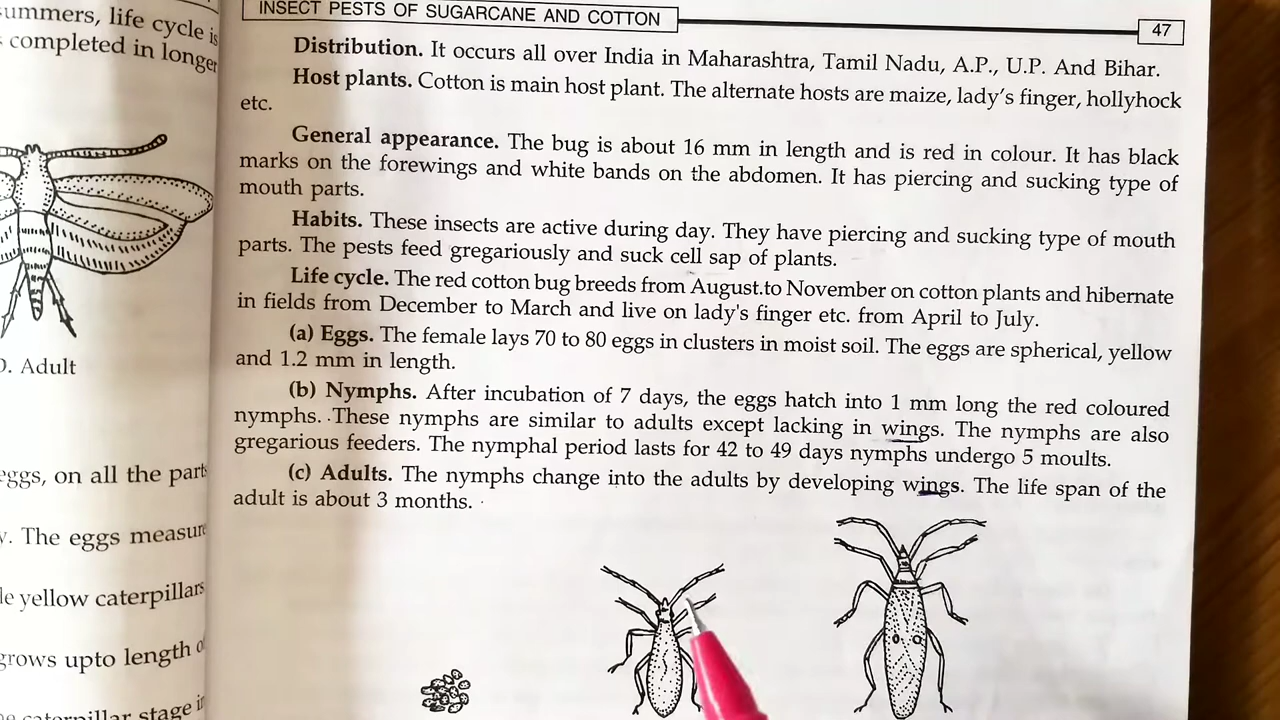 ummers, life cycle is
completed in longer
D. Adult
eggs, on all the parts
y. The eggs measure
le yellow caterpillars
grows upto length of
caterpillar stage in
INSECT PESTS OF SUGARCANE AND COTTON
47
Distribution. It occurs all over India in Maharashtra, Tamil Nadu, A.P., U.P. And Bihar.
Host plants. Cotton is main host plant. The alternate hosts are maize, lady's finger, hollyhock
etc.
General appearance. The bug is about 16 mm in length and is red in colour. It has black
marks on the forewings and white bands on the abdomen. It has piercing and sucking type of
mouth parts.
Habits. These insects are active during day. They have piercing and sucking type of mouth
parts. The pests feed gregariously and suck cell sap of plants.
Life cycle. The red cotton bug breeds from August.to November on cotton plants and hibernate
in fields from December to March and live on lady's finger etc. from April to July.
(a) Eggs. The female lays 70 to 80 eggs in clusters in moist soil. The eggs are spherical, yellow
and 1.2 mm in length.
(b) Nymphs. After incubation of 7 days, the eggs hatch into 1 mm long the red coloured
nymphs. These nymphs are similar to adults except lacking in wings. The nymphs are also
gregarious feeders. The nymphal period lasts for 42 to 49 days nymphs undergo 5 moults.
(c) Adults. The nymphs change into the adults by developing wings. The life span of the
adult is about 3 months.